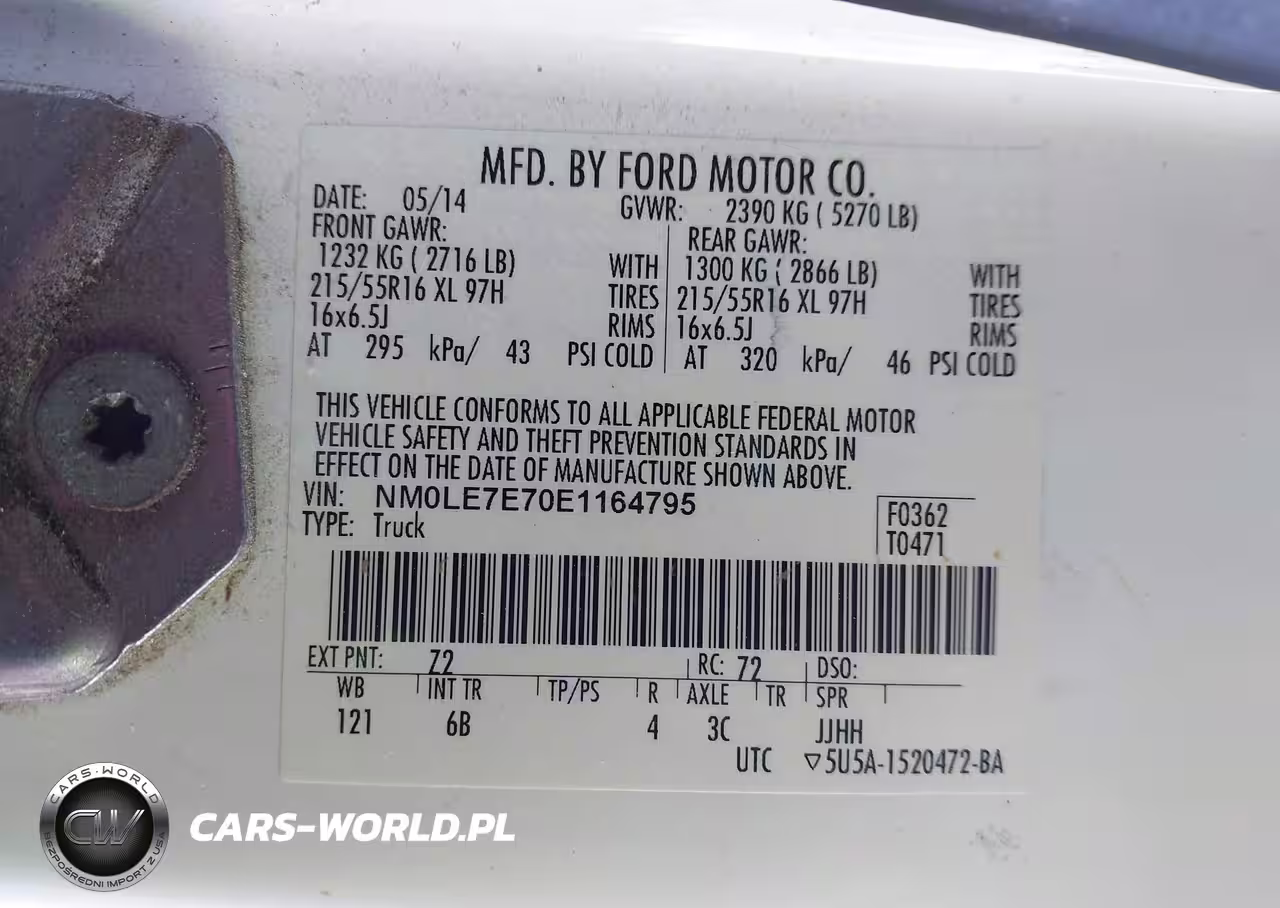 MFD. BY FORD MOTOR CO.
DATE: 05/14 GVWR: 2390 KG ( 5270 LB)
FRONT GAWR: REAR GAWR:
1232 KG ( 2716 LB) WITH 1300 KG ( 2866 LB) WITH
215/55R16 XL 97H TIRES 215/55R16 XL 97H TIRES
16x6.5J RIMS 16x6.5J RIMS
AT 295 kPa/ 43 PSI COLD AT 320 kPa/ 46 PSI COLD
THIS VEHICLE CONFORMS TO ALL APPLICABLE FEDERAL MOTOR
VEHICLE SAFETY AND THEFT PREVENTION STANDARDS IN
EFFECT ON THE DATE OF MANUFACTURE SHOWN ABOVE.
VIN: NM0LE7E70E1164795
F0362
TYPE: Truck
T0471
EXT PNT: Z2 RC: 72 DSO:
WB INT TR TP/PS R AXLE TR SPR
121 6B 4 3C JJHH
UTC ▽5U5A-1520472-BA
CARS-WORLD
CW
BEZPOŚREDNI IMPORT Z USA
CARS-WORLD.PL